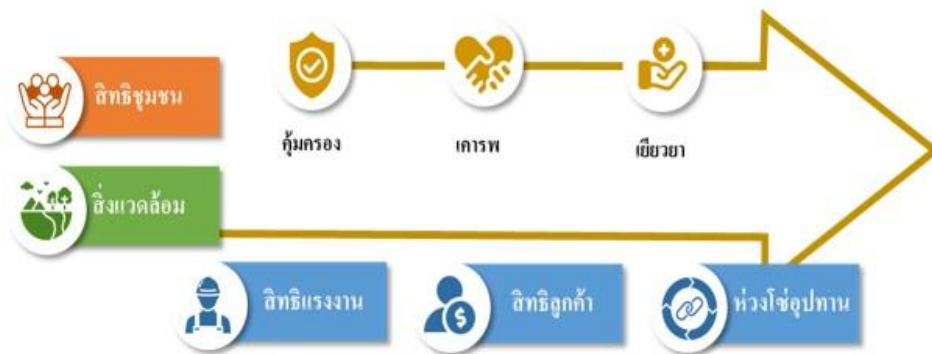 สิทธิชุมชน
คุ้มครอง
เคารพ
เยียวยา
สิ่งแวดล้อม
สิทธิแรงงาน
สิทธิลูกค้า
ห่วงโซ่อุปทาน